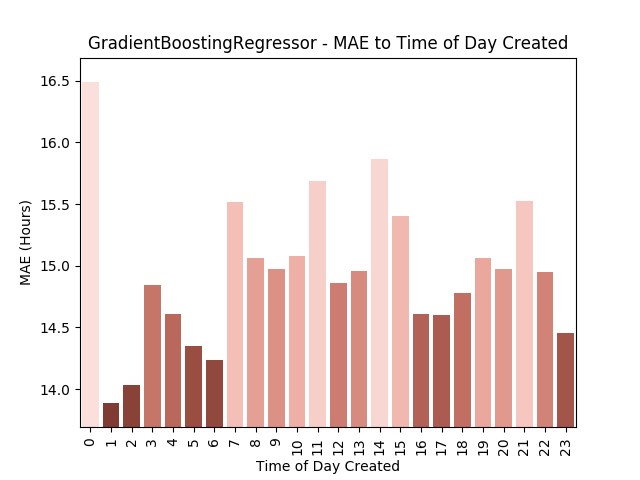 GradientBoostingRegressor - MAE to Time of Day Created
16.5
16.0
15.5
15.0
14.5
14.0
MAE (Hours)
0 1 2 3 4 5 6 7 8 9 10 11 12 13 14 15 16 17 18 19 20 21 22 23
Time of Day Created